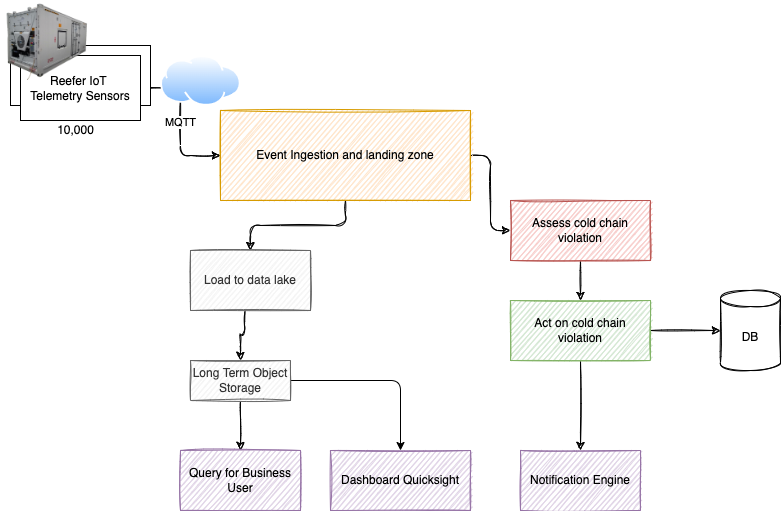 Reefer IoT
Telemetry Sensors
10,000
MQTT
Event Ingestion and landing zone
Assess cold chain
violation
Load to data lake
Act on cold chain
violation
DB
Long Term Object
Storage
Query for Business
User
Dashboard Quicksight
Notification Engine